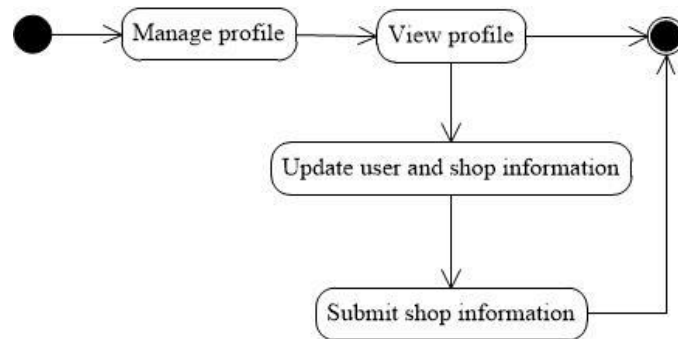 Manage profile
View profile
Update user and shop information
Submit shop information